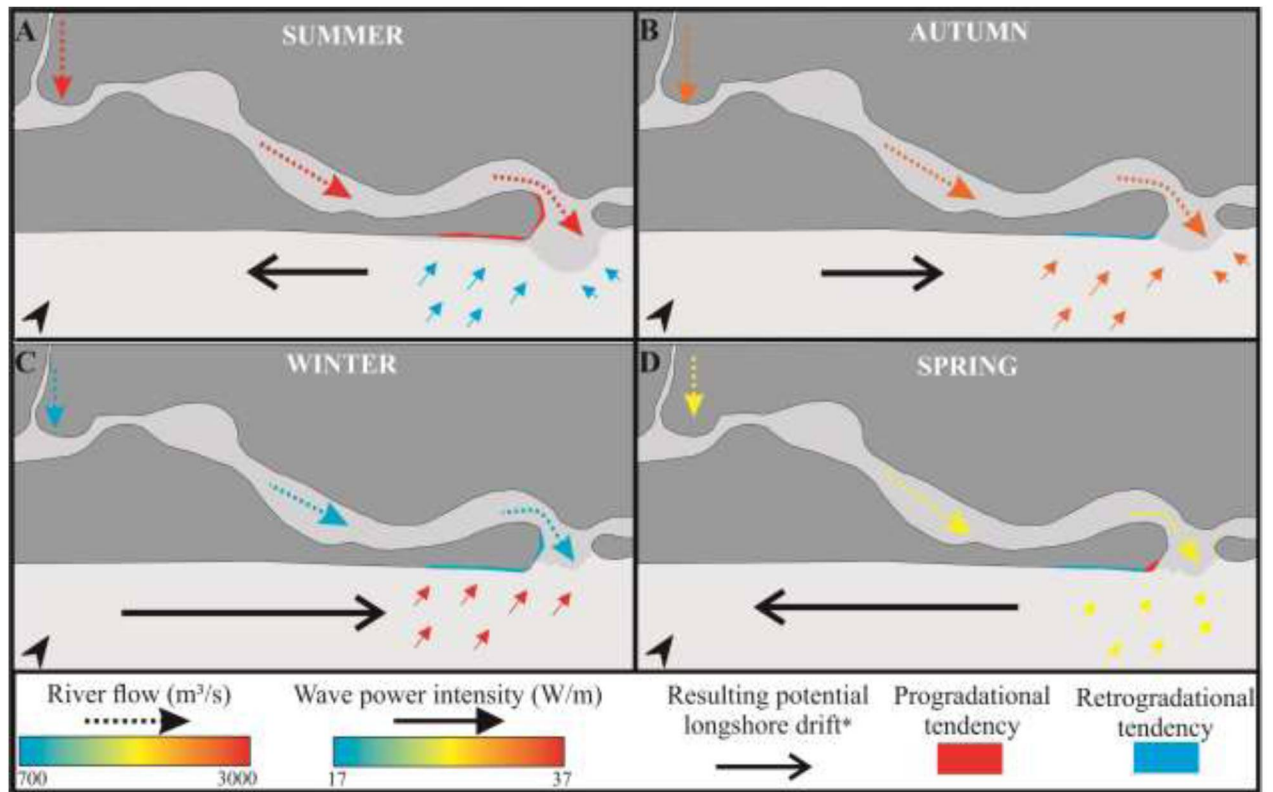 A
SUMMER
B
AUTUMN
C
WINTER
D
SPRING
River flow (m³/s)
700
3000
Wave power intensity (W/m)
17
37
Resulting potential
longshore drift*
Progradational
tendency
Retrogradational
tendency